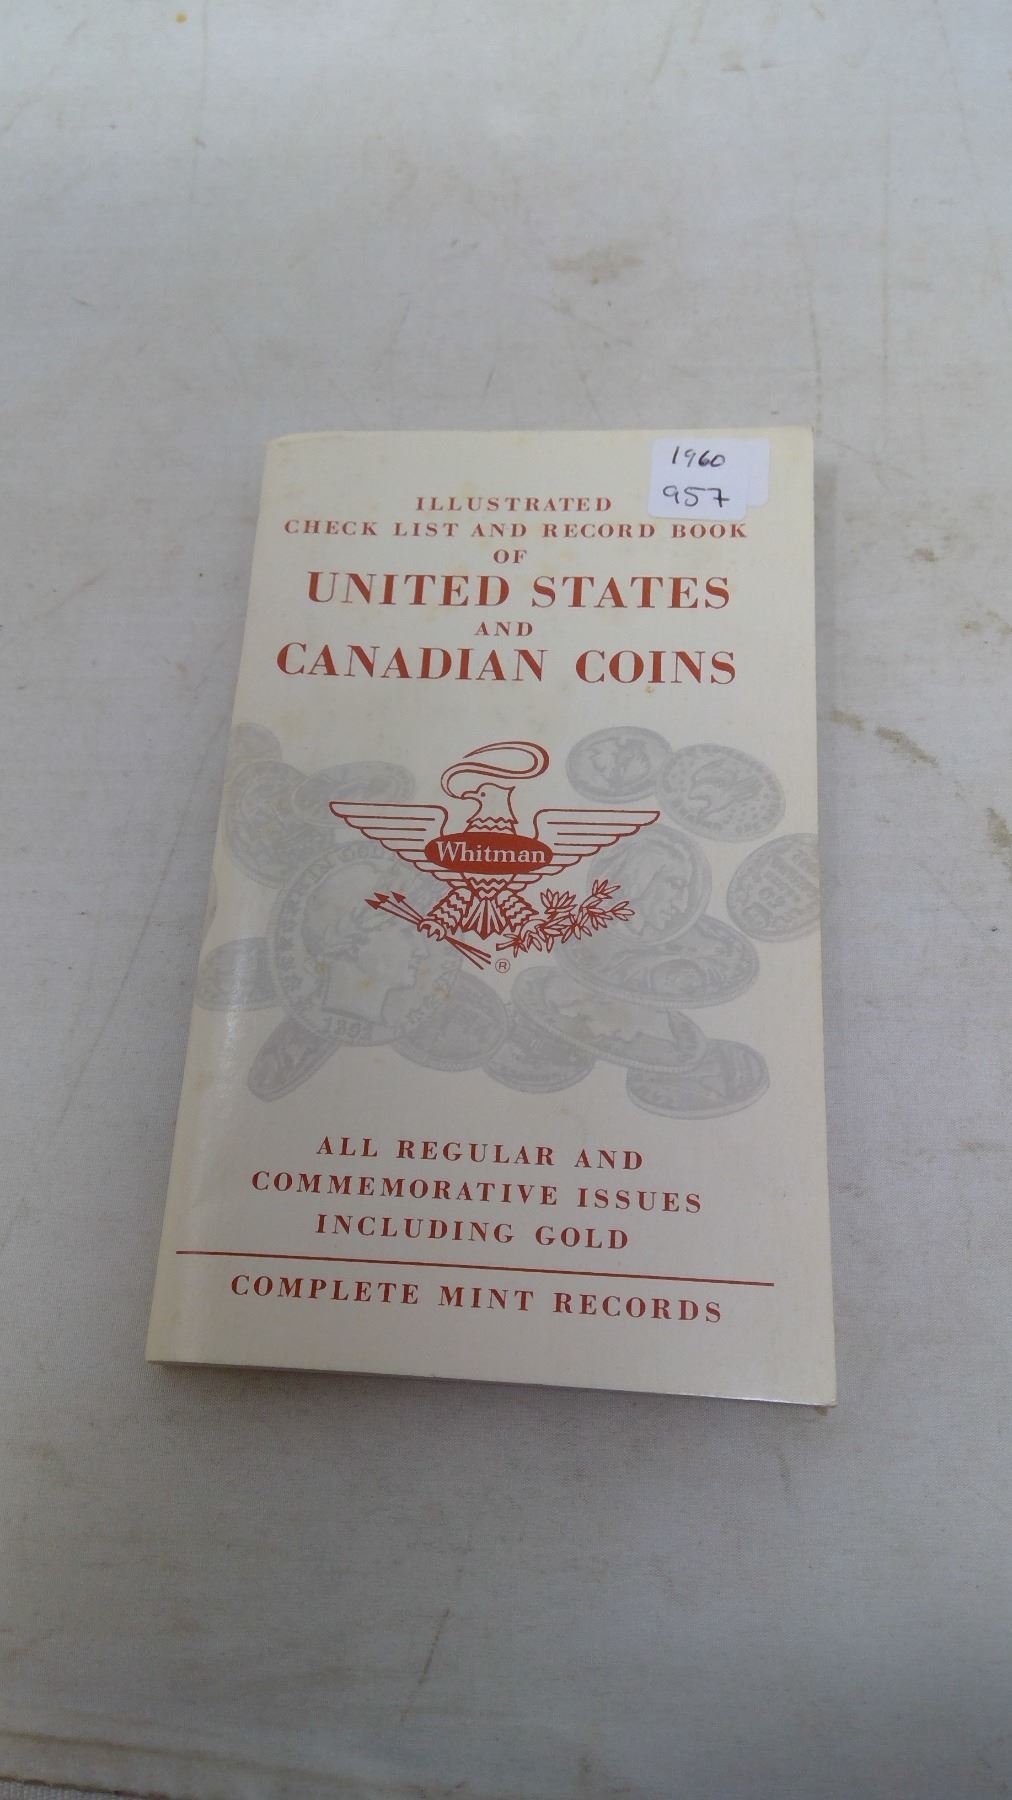 1960
957
ILLUSTRATED
CHECK LIST AND RECORD BOOK
OF
UNITED STATES
AND
CANADIAN COINS
Whitman
®
ALL REGULAR AND
COMMEMORATIVE ISSUES
INCLUDING GOLD
COMPLETE MINT RECORDS